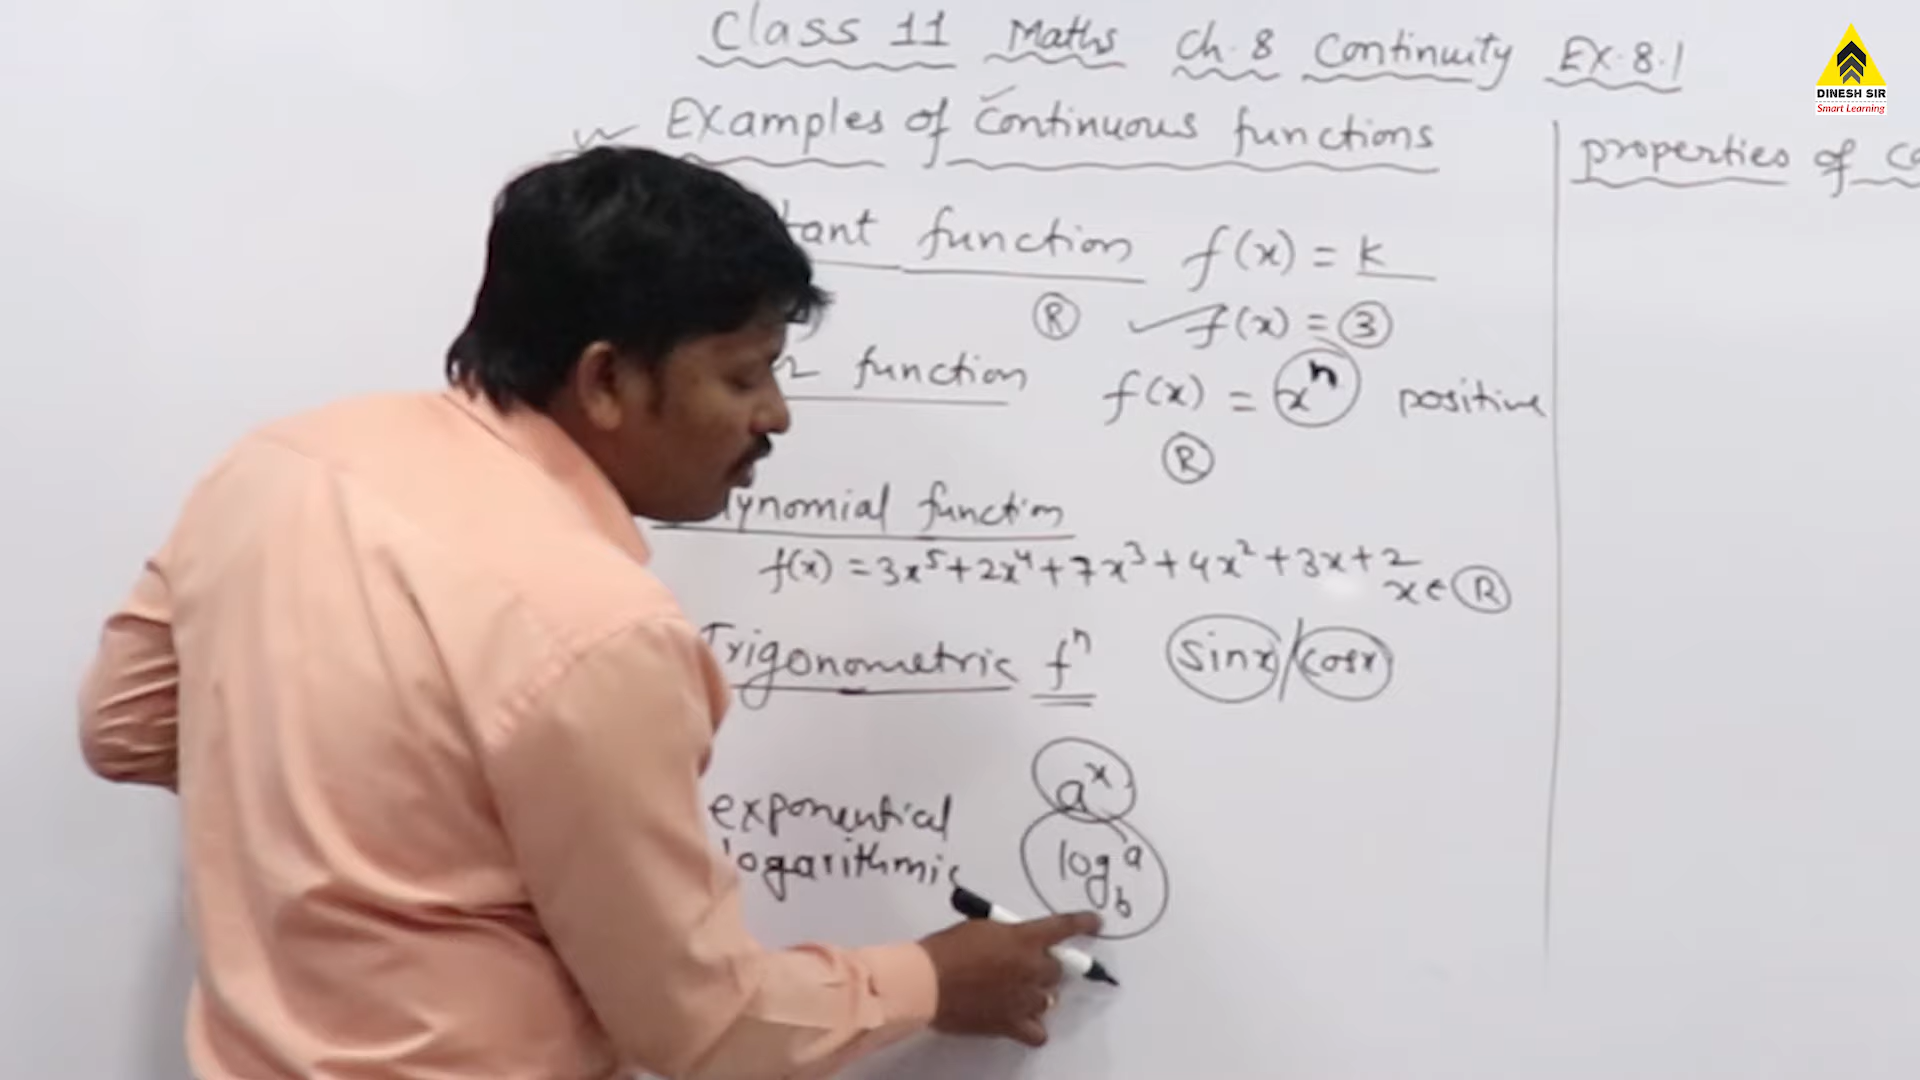 Class 11 Maths Ch. 8 Continuity Ex. 8.1
DINESH SIR
Smart Learning
Examples of Continuous functions
properties of
tant function f(x) = k
R f(x) = 3
function f(x) = xⁿ positive
R
lynomial function
f(x) = 3x⁵ + 2x⁴ + 7x³ + 4x² + 3x + 2
x ∈ R
Trigonometric fⁿ sinx / cosx
exponential aˣ
logarithmic log a b